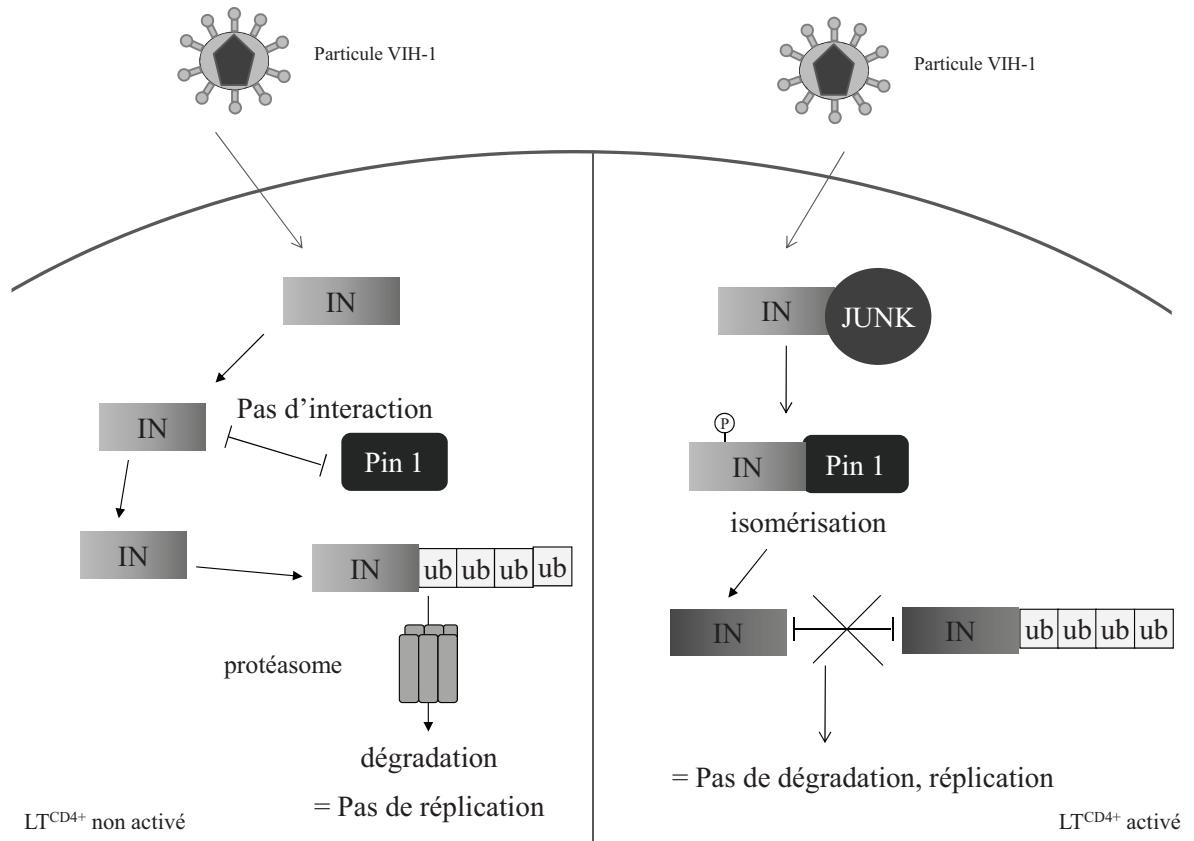 Particule VIH-1
IN
IN
Pas d'interaction
Pin 1
IN
IN ub ub ub ub
protéasome
dégradation
= Pas de réplication
LTCD4+ non activé
Particule VIH-1
IN JUNK
P
IN Pin 1
isomérisation
IN
IN ub ub ub ub
= Pas de dégradation, réplication
LTCD4+ activé